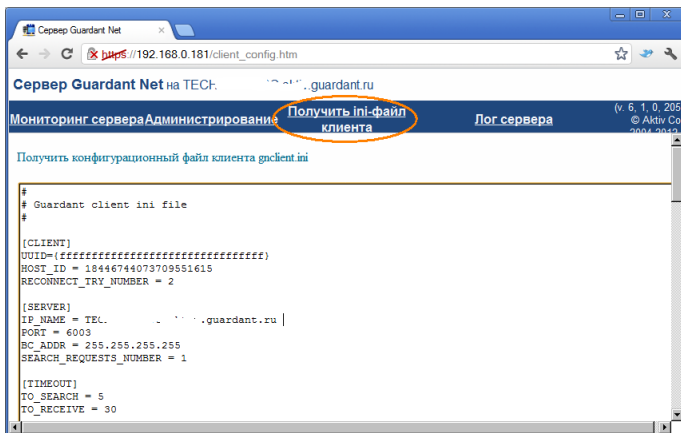 Сервер Guardant Net
https://192.168.0.181/client_config.htm
Сервер Guardant Net на TECH .guardant.ru
Мониторинг сервера Администрирование Получить ini-файл клиента Лог сервера
(v. 6, 1, 0, 205
© Aktiv Co
2004-2012
Получить конфигурационный файл клиента gnclient.ini
#
# Guardant client ini file
#
[CLIENT]
UUID={ffffffffffffffffffffffffffffffff}
HOST_ID = 18446744073709551615
RECONNECT_TRY_NUMBER = 2
[SERVER]
IP_NAME = TEC .guardant.ru
PORT = 6003
BC_ADDR = 255.255.255.255
SEARCH_REQUESTS_NUMBER = 1
[TIMEOUT]
TO_SEARCH = 5
TO_RECEIVE = 30